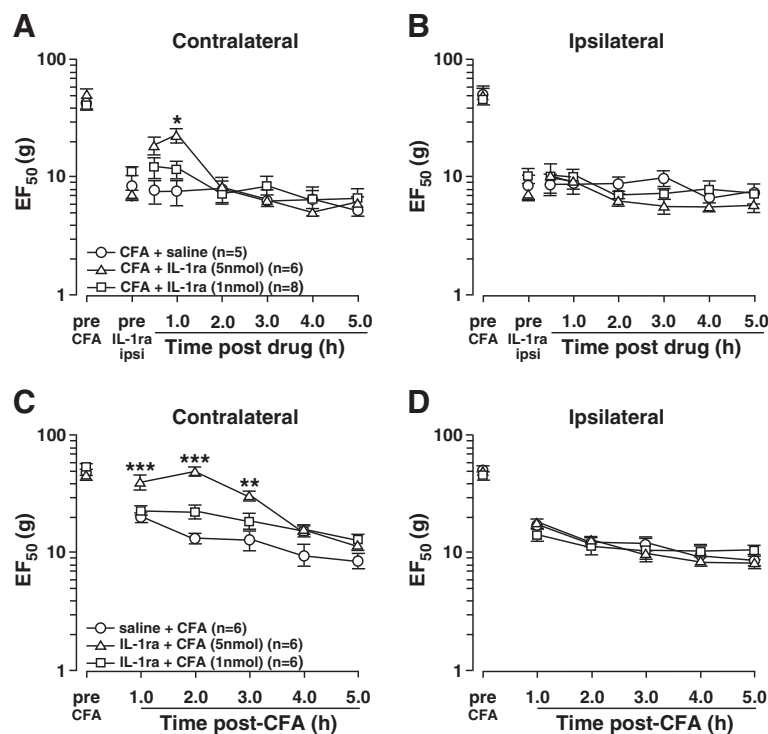 A
Contralateral
B
Ipsilateral
EF50 (g)
100
10
1
*
CFA + saline (n=5)
CFA + IL-1ra (5nmol) (n=6)
CFA + IL-1ra (1nmol) (n=8)
pre CFA
pre IL-1ra ipsi
1.0 2.0 3.0 4.0 5.0
Time post drug (h)
EF50 (g)
100
10
1
pre CFA
pre IL-1ra ipsi
1.0 2.0 3.0 4.0 5.0
Time post drug (h)
C
Contralateral
D
Ipsilateral
EF50 (g)
100
10
1
*** *** **
saline + CFA (n=6)
IL-1ra + CFA (5nmol) (n=6)
IL-1ra + CFA (1nmol) (n=6)
pre CFA
1.0 2.0 3.0 4.0 5.0
Time post-CFA (h)
EF50 (g)
100
10
1
pre CFA
1.0 2.0 3.0 4.0 5.0
Time post-CFA (h)